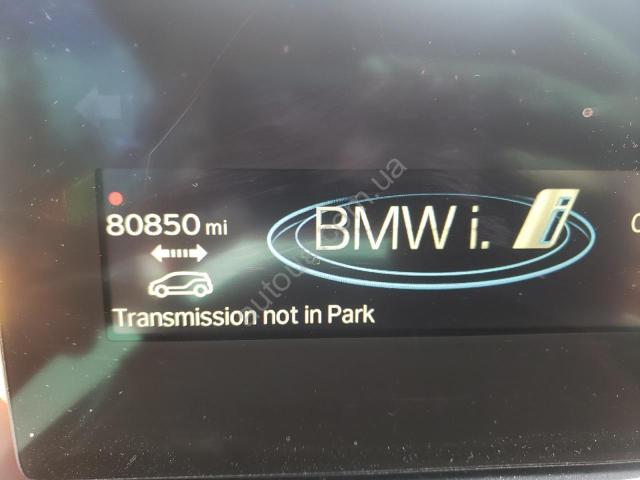 80850 mi
BMW i. i
Transmission not in Park